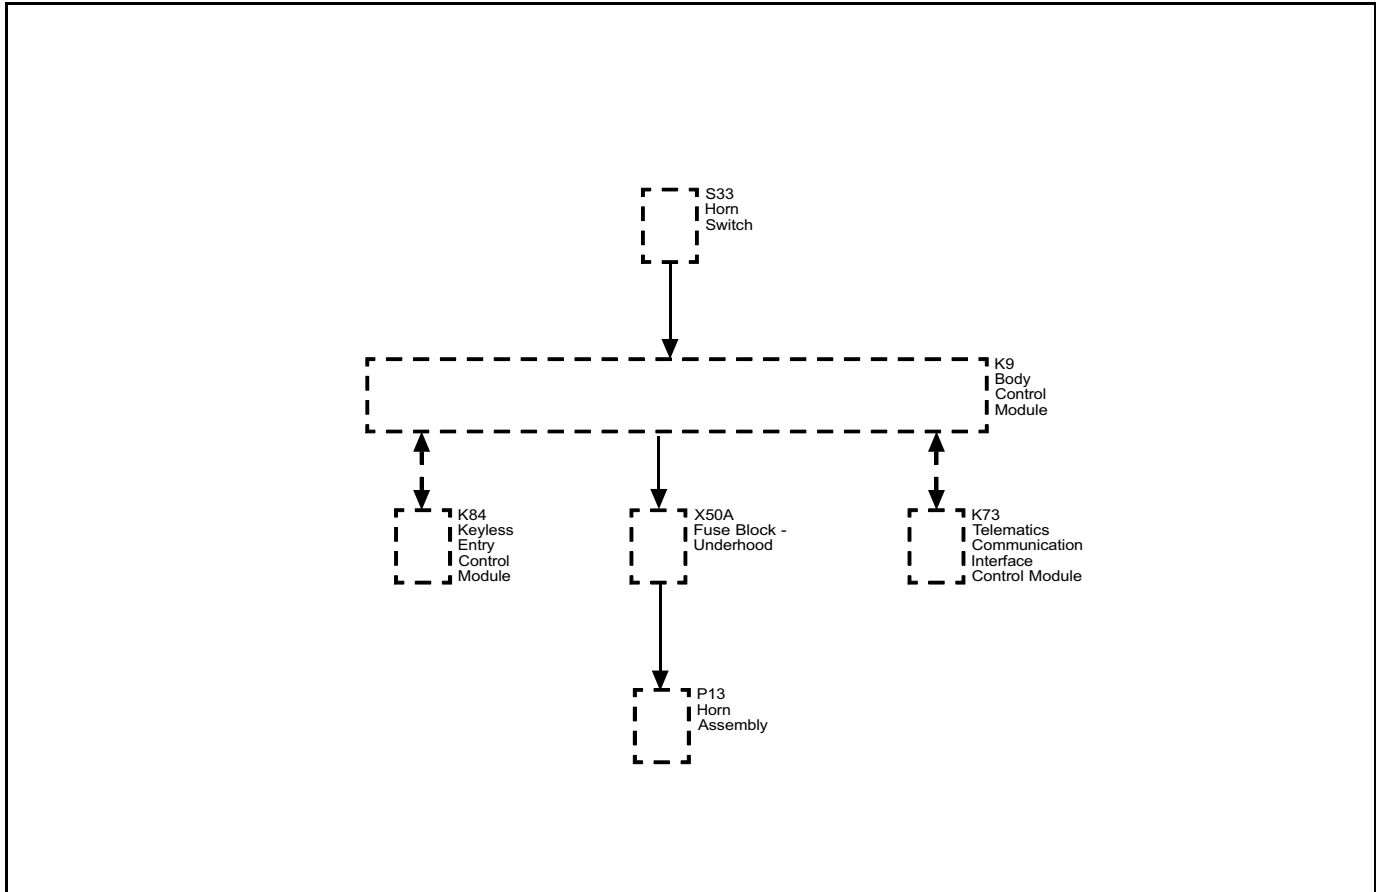 S33
Horn
Switch
K9
Body
Control
Module
K84
Keyless
Entry
Control
Module
X50A
Fuse Block -
Underhood
K73
Telematics
Communication
Interface
Control Module
P13
Horn
Assembly